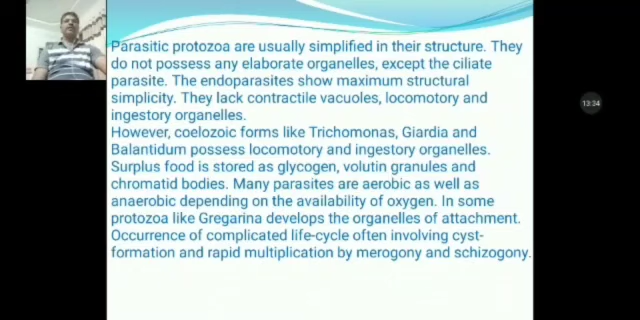 Parasitic protozoa are usually simplified in their structure. They
do not possess any elaborate organelles, except the ciliate
parasite. The endoparasites show maximum structural
simplicity. They lack contractile vacuoles, locomotory and
ingestory organelles.
However, coelozoic forms like Trichomonas, Giardia and
Balantidum possess locomotory and ingestory organelles.
Surplus food is stored as glycogen, volutin granules and
chromatid bodies. Many parasites are aerobic as well as
anaerobic depending on the availability of oxygen. In some
protozoa like Gregarina develops the organelles of attachment.
Occurrence of complicated life-cycle often involving cyst-
formation and rapid multiplication by merogony and schizogony.
13:34